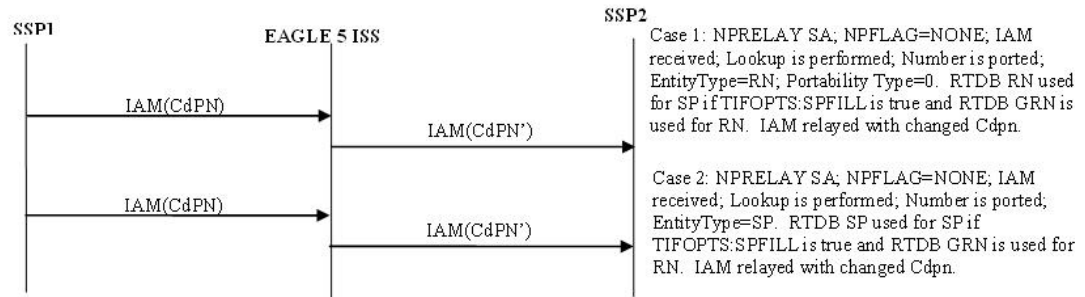 SSP1
EAGLE 5 ISS
SSP2
IAM(CdPN)
IAM(CdPN')
Case 1: NPRELAY SA; NPFLAG=NONE; IAM
received; Lookup is performed; Number is ported;
EntityType=RN; Portability Type=0. RTDB RN used
for SP if TIFOPTS:SPFILL is true and RTDB GRN is
used for RN. IAM relayed with changed Cdpn.
IAM(CdPN)
IAM(CdPN')
Case 2: NPRELAY SA; NPFLAG=NONE; IAM
received; Lookup is performed; Number is ported;
EntityType=SP. RTDB SP used for SP if
TIFOPTS:SPFILL is true and RTDB GRN is used for
RN. IAM relayed with changed Cdpn.